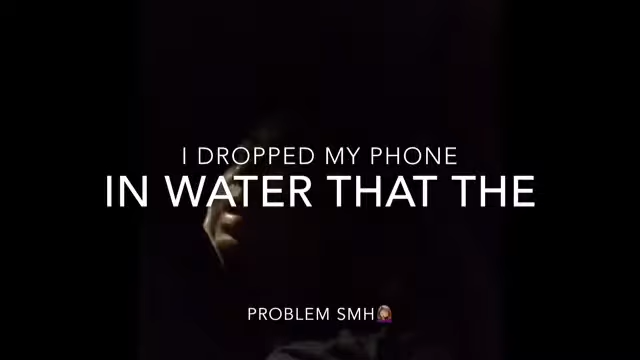 I DROPPED MY PHONE
IN WATER THAT THE
PROBLEM SMH🤦🏽‍♀️